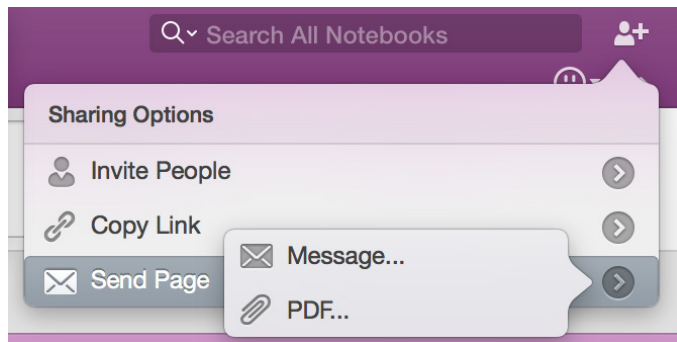 Search All Notebooks
Sharing Options
Invite People
Copy Link
Send Page
Message...
PDF...